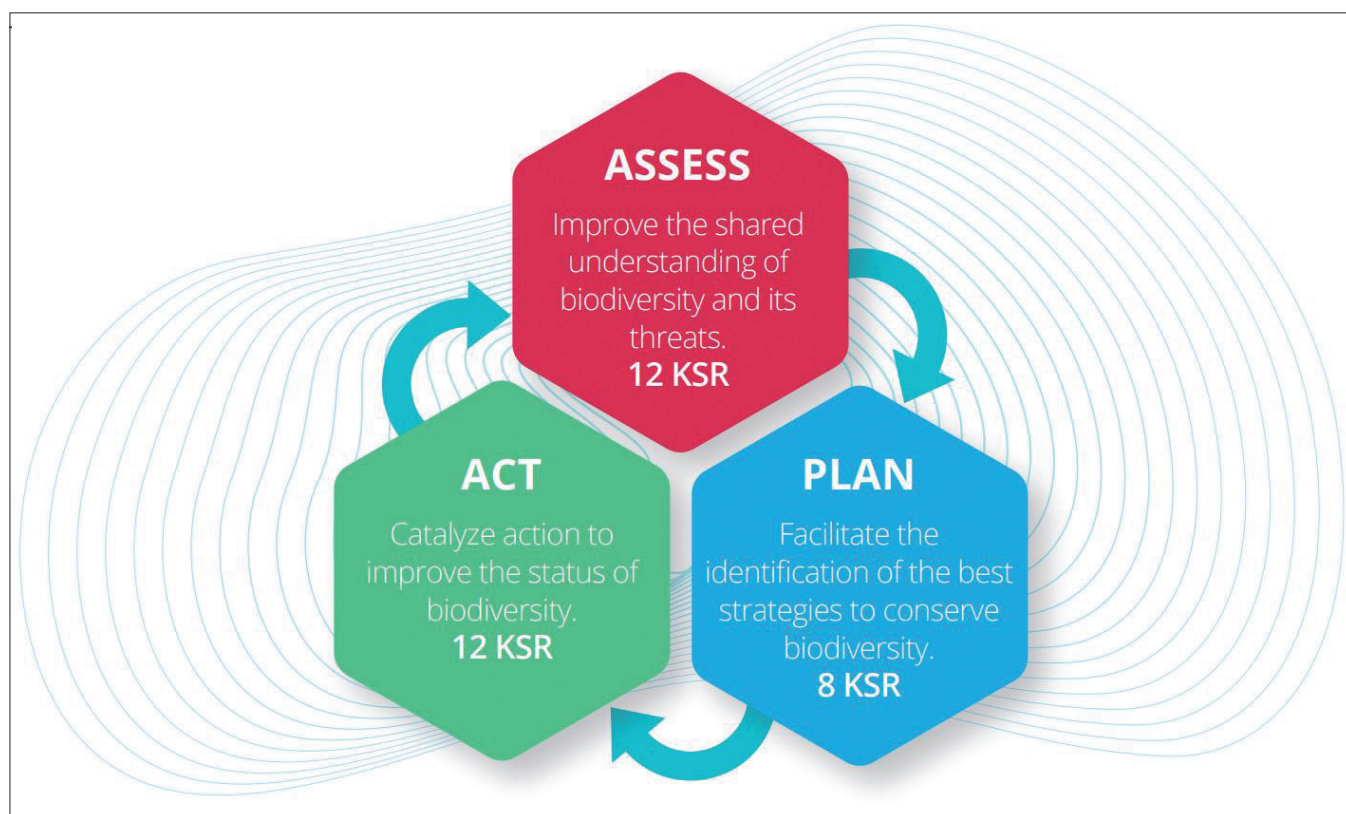 ASSESS
Improve the shared
understanding of
biodiversity and its
threats.
12 KSR
ACT
Catalyze action to
improve the status of
biodiversity.
12 KSR
PLAN
Facilitate the
identification of the best
strategies to conserve
biodiversity.
8 KSR